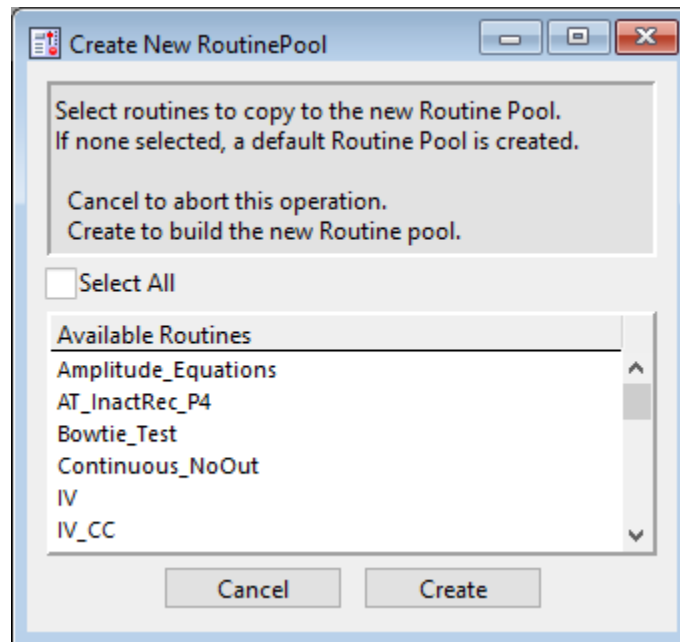 Create New RoutinePool
Select routines to copy to the new Routine Pool.
If none selected, a default Routine Pool is created.
Cancel to abort this operation.
Create to build the new Routine pool.
Select All
Available Routines
Amplitude_Equations
AT_InactRec_P4
Bowtie_Test
Continuous_NoOut
IV
IV_CC
Cancel Create